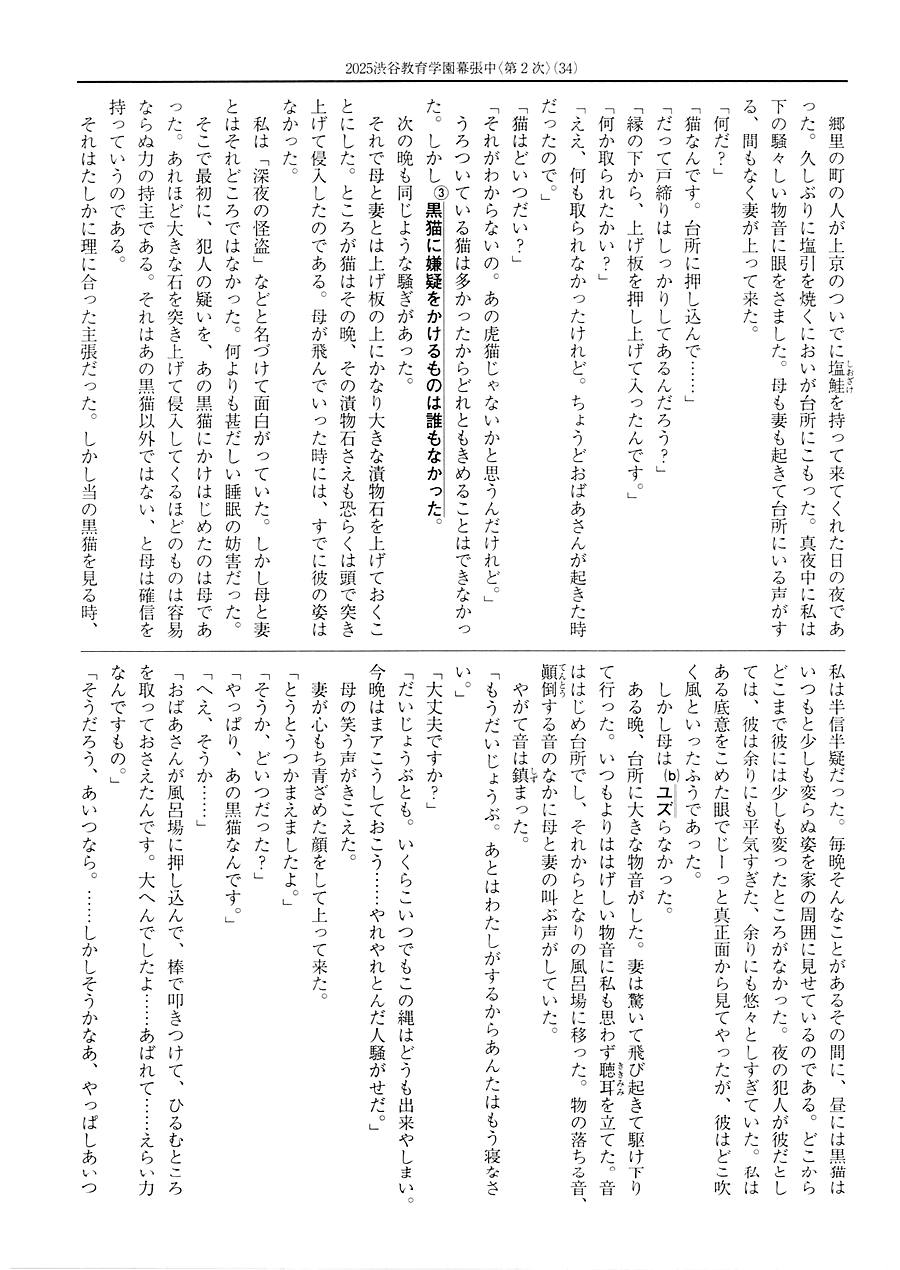 2025渋谷教育学園幕張中〈第2次〉(34)
　郷里の町の人が上京のついでに塩鮭を持って来てくれた日の夜であ
しおざけ
った。久しぶりに塩引を焼くにおいが台所にこもった。真夜中に私は
下の騒々しい物音に眼をさました。母も妻も起きて台所にいる声がす
る、間もなく妻が上って来た。
「何だ？」
「猫なんです。台所に押し込んで……」
「だって戸締りはしっかりしてあるんだろう？」
「縁の下から、上げ板を押し上げて入ったんです。」
「何か取られたかい？」
「ええ、何も取られなかったけれど。ちょうどおばあさんが起きた時
だったので。」
「猫はどいつだい？」
「それがわからないの。あの虎猫じゃないかと思うんだけれど。」
　うろついている猫は多かったからどれともきめることはできなかっ
た。しかし③黒猫に嫌疑をかけるものは誰もなかった。
　次の晩も同じような騒ぎがあった。
　それで母と妻とは上げ板の上にかなり大きな漬物石を上げておくこ
とにした。ところが猫はその晩、その漬物石さえも恐らくは頭で突き
上げて侵入したのである。母が飛んでいった時には、すでに彼の姿は
なかった。
　私は「深夜の怪盗」などと名づけて面白がっていた。しかし母と妻
とはそれどころではなかった。何よりも甚だしい睡眠の妨害だった。
　そこで最初に、犯人の疑いを、あの黒猫にかけはじめたのは母であ
った。あれほど大きな石を突き上げて侵入してくるほどのものは容易
ならぬ力の持主である。それはあの黒猫以外ではない、と母は確信を
持っていうのである。
　それはたしかに理に合った主張だった。しかし当の黒猫を見る時、
私は半信半疑だった。毎晩そんなことがあるその間に、昼には黒猫は
いつもと少しも変らぬ姿を家の周囲に見せているのである。どこから
どこまで彼には少しも変ったところがなかった。夜の犯人が彼だとし
ては、彼は余りにも平気すぎた、余りにも悠々としすぎていた。私は
ある底意をこめた眼でじーっと真正面から見てやったが、彼はどこ吹
く風といったふうであった。
　しかし母は(b)ユズらなかった。
　ある晩、台所に大きな物音がした。妻は驚いて飛び起きて駆け下り
て行った。いつもよりははげしい物音に私も思わず聴耳を立てた。音
ききみみ
ははじめ台所でし、それからとなりの風呂場に移った。物の落ちる音、
顚倒する音のなかに母と妻の叫ぶ声がしていた。
てんとう
　やがて音は鎮まった。
しず
「もうだいじょうぶ。あとはわたしがするからあんたはもう寝なさ
い。」
「大丈夫ですか？」
「だいじょうぶとも。いくらこいつでもこの縄はどうも出来やしまい。
今晩はまアこうしておこう……やれやれとんだ人騒がせだ。」
　母の笑う声がきこえた。
　妻が心もち青ざめた顔をして上って来た。
「とうとうつかまえましたよ。」
「そうか、どいつだった？」
「やっぱり、あの黒猫なんです。」
「へえ、そうか……」
「おばあさんが風呂場に押し込んで、棒で叩きつけて、ひるむところ
を取っておさえたんです。大へんでしたよ……あばれて……えらい力
なんですもの。」
「そうだろう、あいつなら。……しかしそうかなあ、やっぱしあいつ